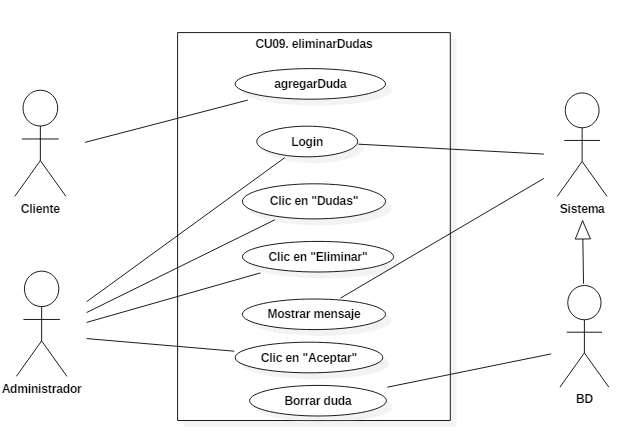 CU09. eliminarDudas
agregarDuda
Login
Cliente
Clic en "Dudas"
Sistema
Clic en "Eliminar"
Mostrar mensaje
Clic en "Aceptar"
Administrador
Borrar duda
BD